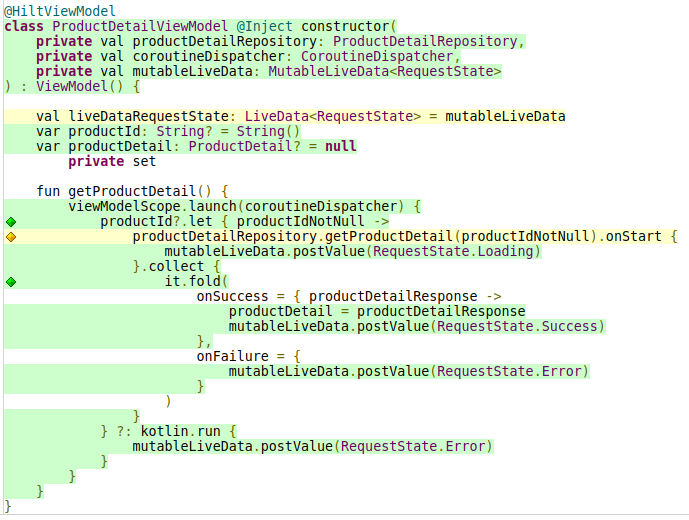 @HiltViewModel
class ProductDetailViewModel @Inject constructor(
    private val productDetailRepository: ProductDetailRepository,
    private val coroutineDispatcher: CoroutineDispatcher,
    private val mutableLiveData: MutableLiveData<RequestState>
) : ViewModel() {
    val liveDataRequestState: LiveData<RequestState> = mutableLiveData
    var productId: String? = String()
    var productDetail: ProductDetail? = null
        private set
    fun getProductDetail() {
        viewModelScope.launch(coroutineDispatcher) {
            productId?.let { productIdNotNull ->
                productDetailRepository.getProductDetail(productIdNotNull).onStart {
                    mutableLiveData.postValue(RequestState.Loading)
                }.collect {
                    it.fold(
                        onSuccess = { productDetailResponse ->
                            productDetail = productDetailResponse
                            mutableLiveData.postValue(RequestState.Success)
                        },
                        onFailure = {
                            mutableLiveData.postValue(RequestState.Error)
                        }
                    )
                }
            } ?: kotlin.run {
                mutableLiveData.postValue(RequestState.Error)
            }
        }
    }
}